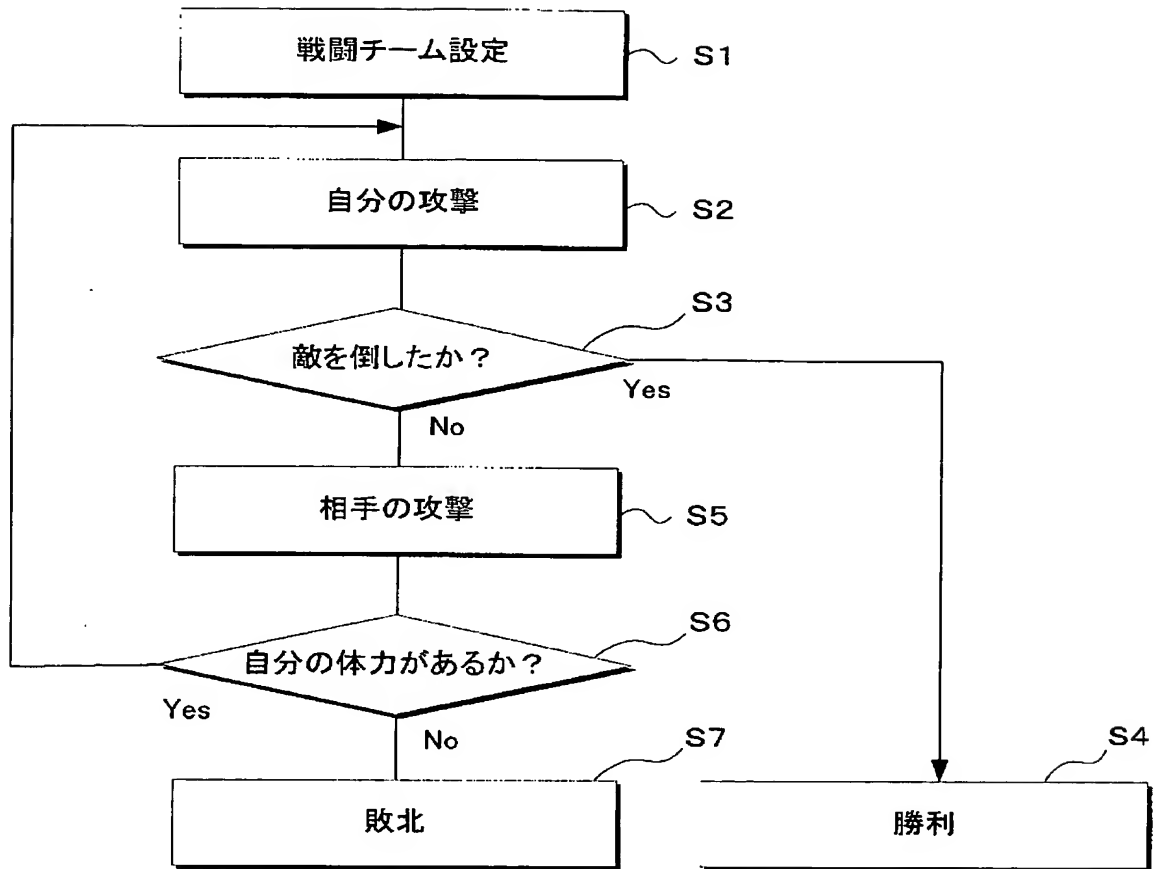 戦闘チーム設定
S1
自分の攻撃
S2
S3
敵を倒したか？
Yes
No
相手の攻撃
S5
S6
自分の体力があるか？
Yes
No
S7
敗北
S4
勝利